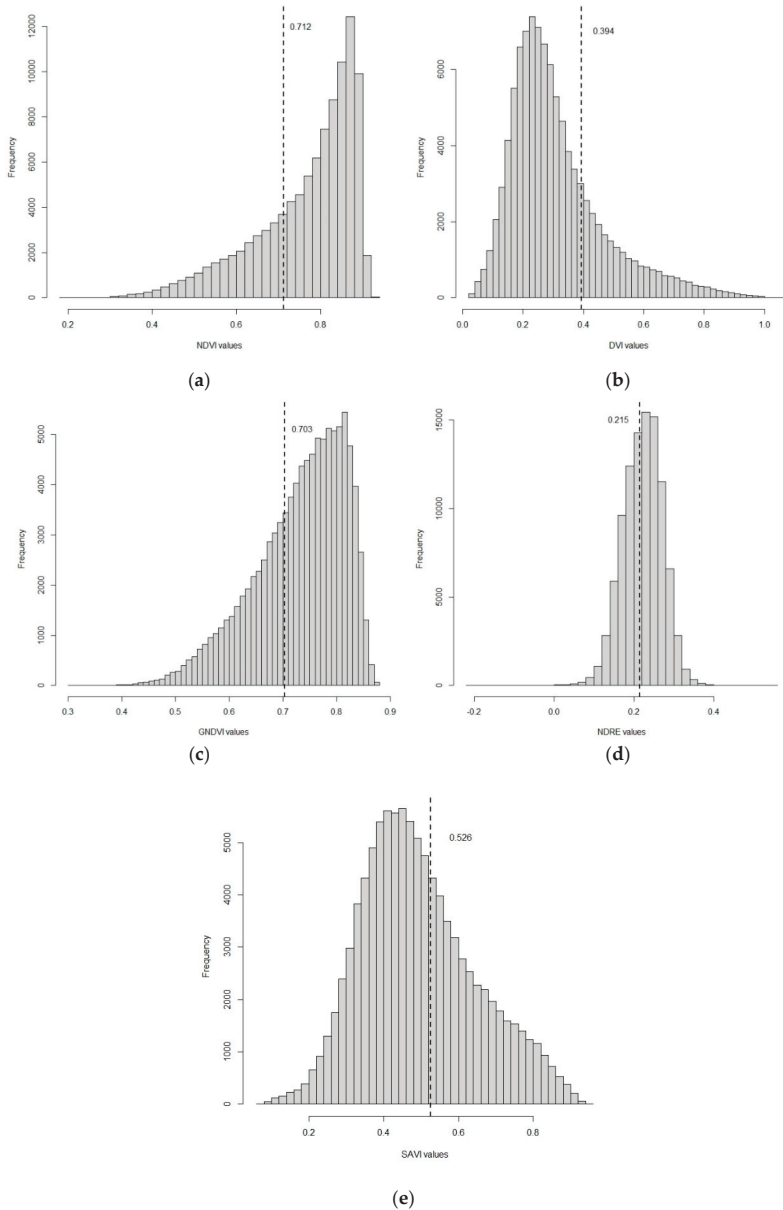 0.712
Frequency
0 2000 4000 6000 8000 10000 12000
0.2 0.4 0.6 0.8
NDVI values
(a)
0.394
Frequency
0 2000 4000 6000
0.0 0.2 0.4 0.6 0.8 1.0
DVI values
(b)
0.703
Frequency
0 1000 2000 3000 4000 5000
0.3 0.4 0.5 0.6 0.7 0.8 0.9
GNDVI values
(c)
0.215
Frequency
0 5000 10000 15000
-0.2 0.0 0.2 0.4
NDRE values
(d)
0.526
Frequency
0 1000 2000 3000 4000 5000
0.2 0.4 0.6 0.8
SAVI values
(e)